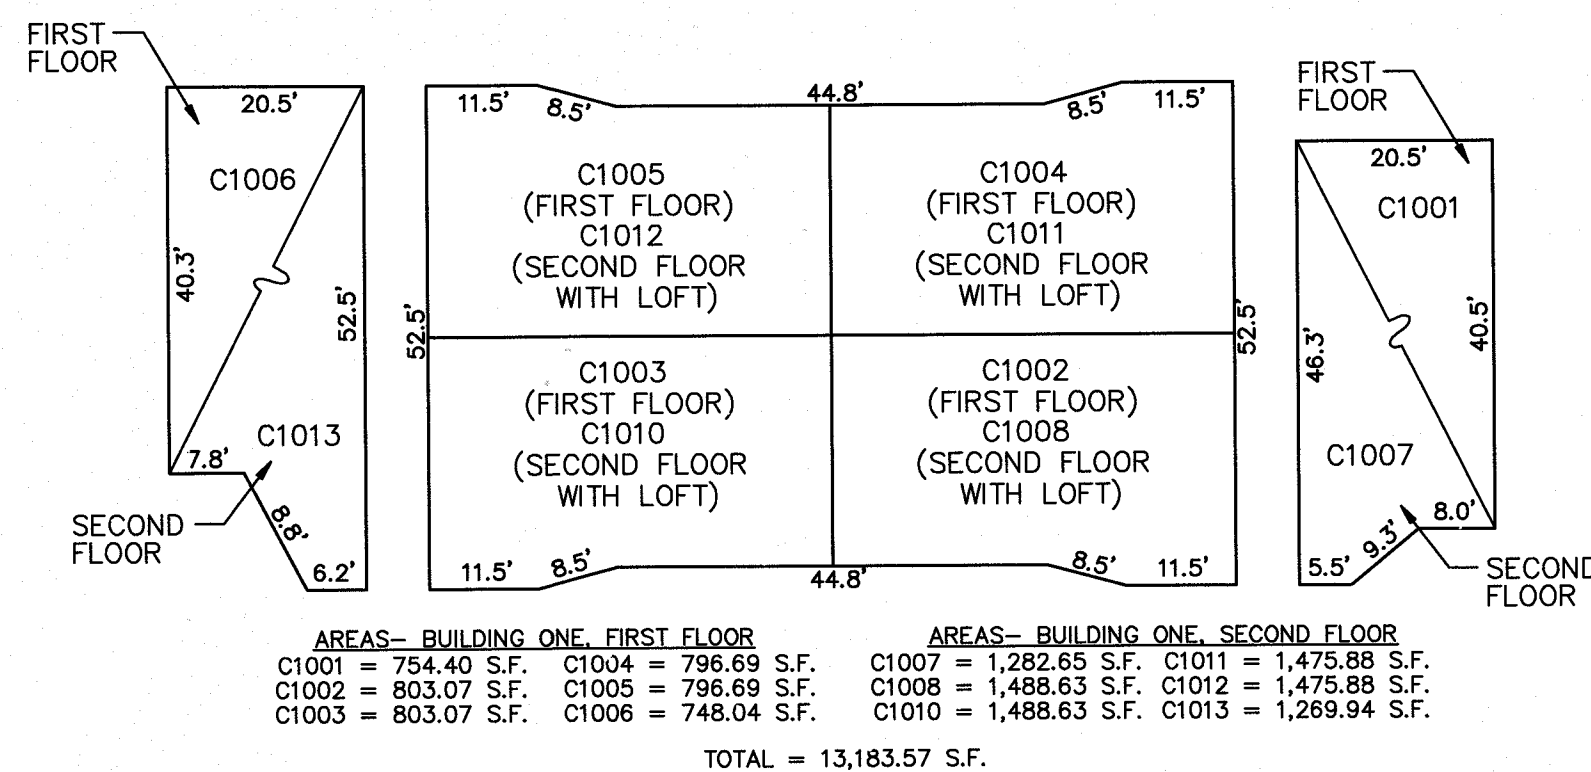 FIRST
FLOOR
20.5'
C1006
40.3'
52.5'
C1013
7.8'
8.8'
SECOND
FLOOR
6.2'
11.5'
8.5'
44.8'
8.5'
11.5'
C1005
(FIRST FLOOR)
C1012
(SECOND FLOOR
WITH LOFT)
C1004
(FIRST FLOOR)
C1011
(SECOND FLOOR
WITH LOFT)
52.5'
52.5'
C1003
(FIRST FLOOR)
C1010
(SECOND FLOOR
WITH LOFT)
C1002
(FIRST FLOOR)
C1008
(SECOND FLOOR
WITH LOFT)
11.5'
8.5'
44.8'
8.5'
11.5'
FIRST
FLOOR
20.5'
C1001
46.3'
40.5'
C1007
8.0'
9.3'
5.5'
SECOND
FLOOR
AREAS– BUILDING ONE, FIRST FLOOR
C1001 = 754.40 S.F. C1004 = 796.69 S.F.
C1002 = 803.07 S.F. C1005 = 796.69 S.F.
C1003 = 803.07 S.F. C1006 = 748.04 S.F.
AREAS– BUILDING ONE, SECOND FLOOR
C1007 = 1,282.65 S.F. C1011 = 1,475.88 S.F.
C1008 = 1,488.63 S.F. C1012 = 1,475.88 S.F.
C1010 = 1,488.63 S.F. C1013 = 1,269.94 S.F.
TOTAL = 13,183.57 S.F.